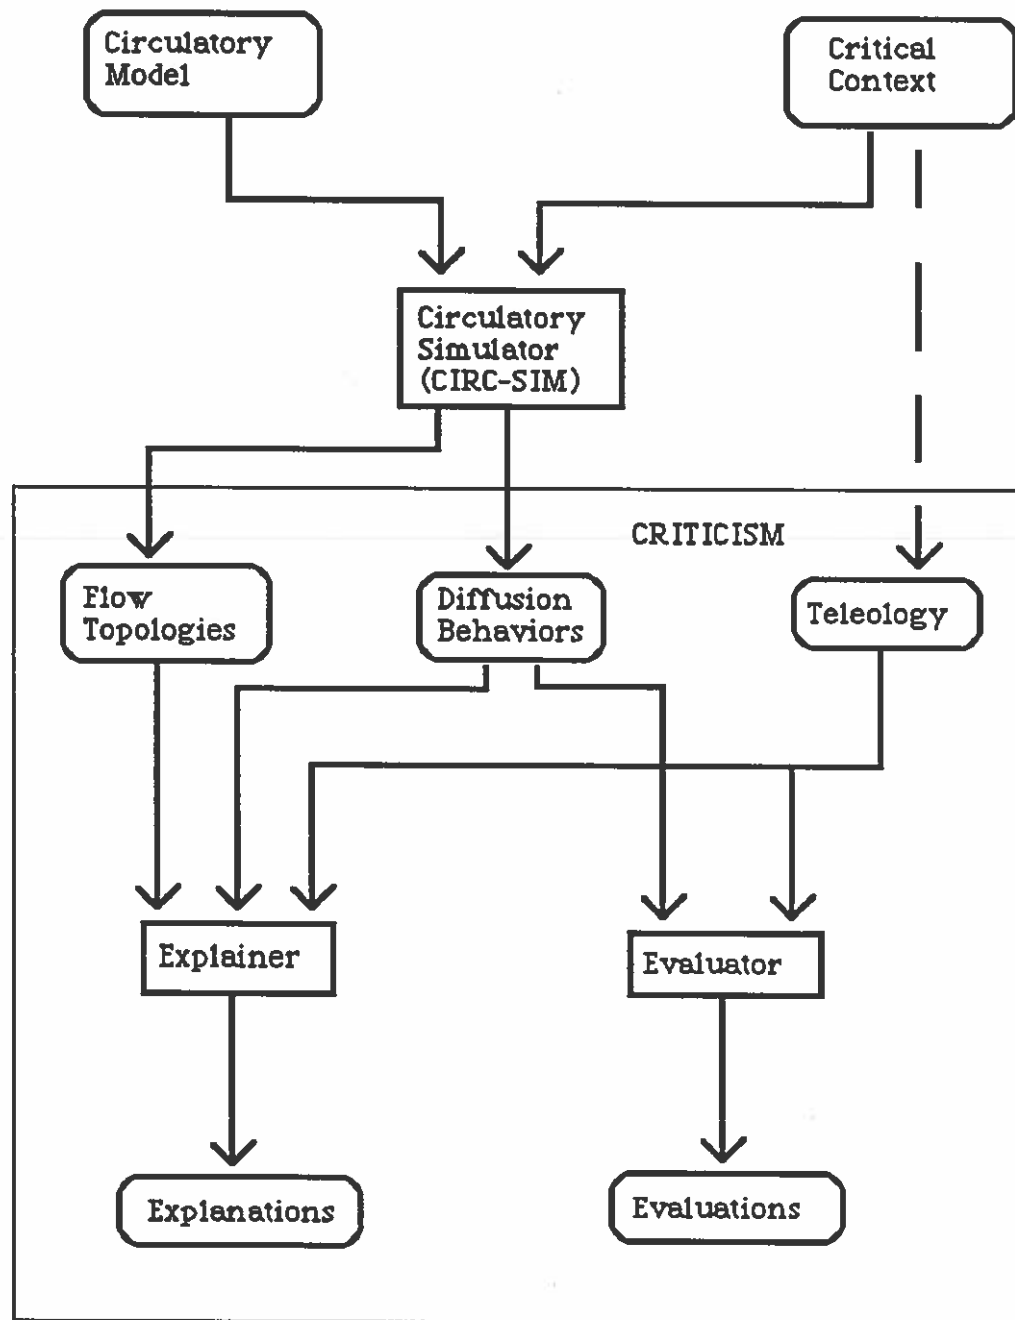 Circulatory
Model
Critical
Context
Circulatory
Simulator
(CIRC-SIM)
CRITICISM
Flow
Topologies
Diffusion
Behaviors
Teleology
Explainer
Evaluator
Explanations
Evaluations